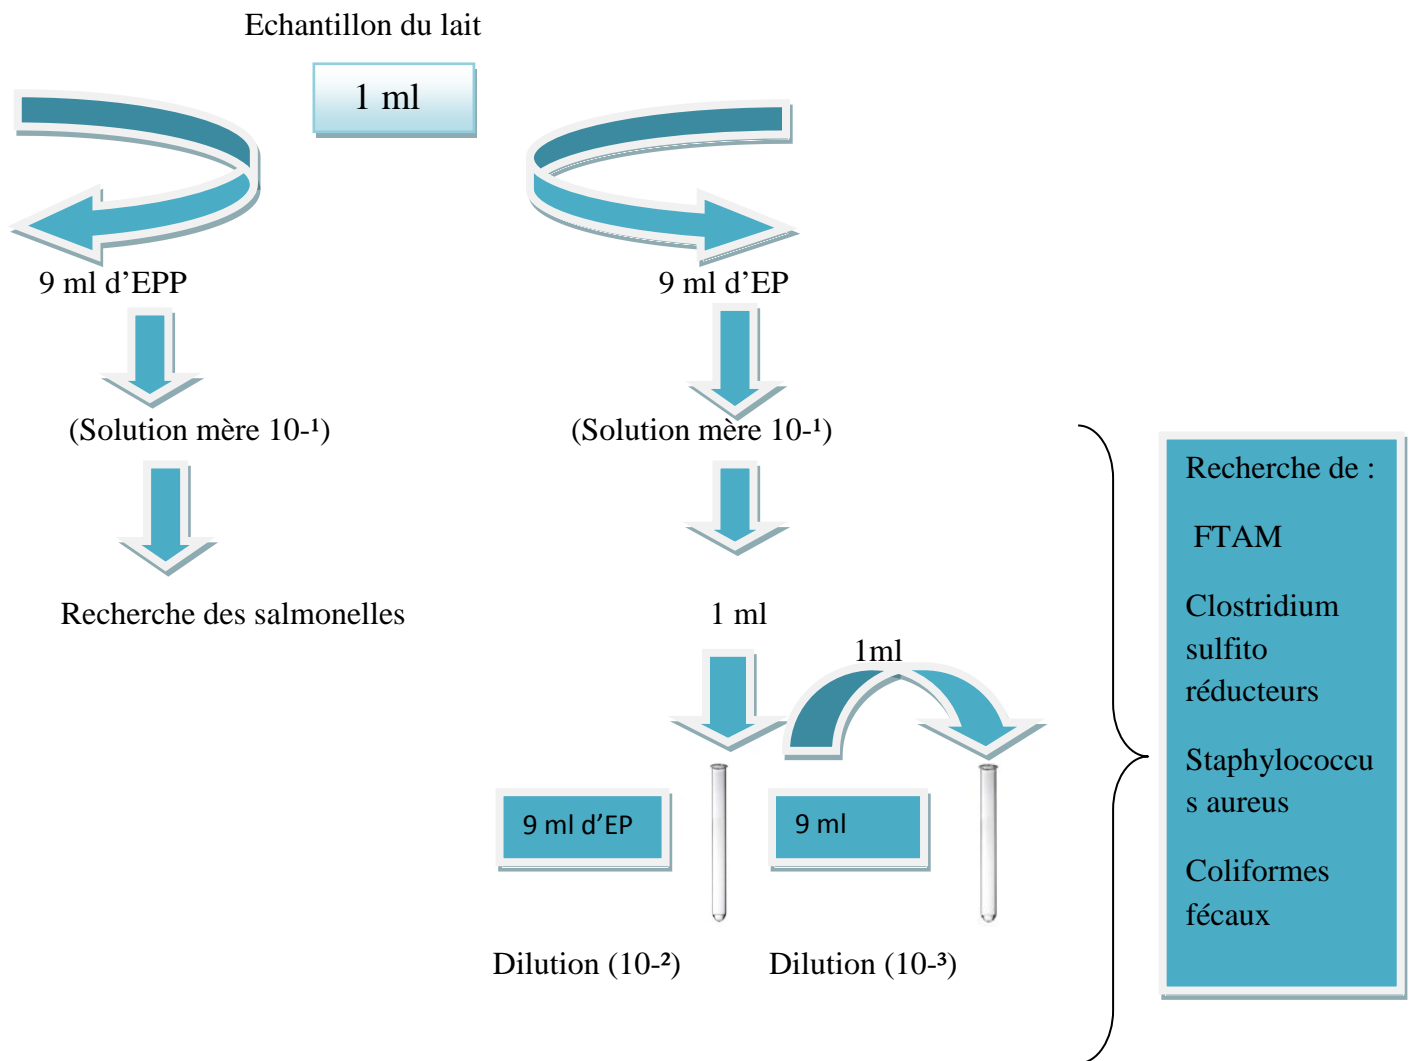 Echantillon du lait
1 ml
9 ml d’EPP
9 ml d’EP
(Solution mère 10-¹)
(Solution mère 10-¹)
Recherche des salmonelles
1 ml
1ml
9 ml d’EP
9 ml
Dilution (10-²)
Dilution (10-³)
Recherche de :
FTAM
Clostridium
sulfito
réducteurs
Staphylococcu
s aureus
Coliformes
fécaux